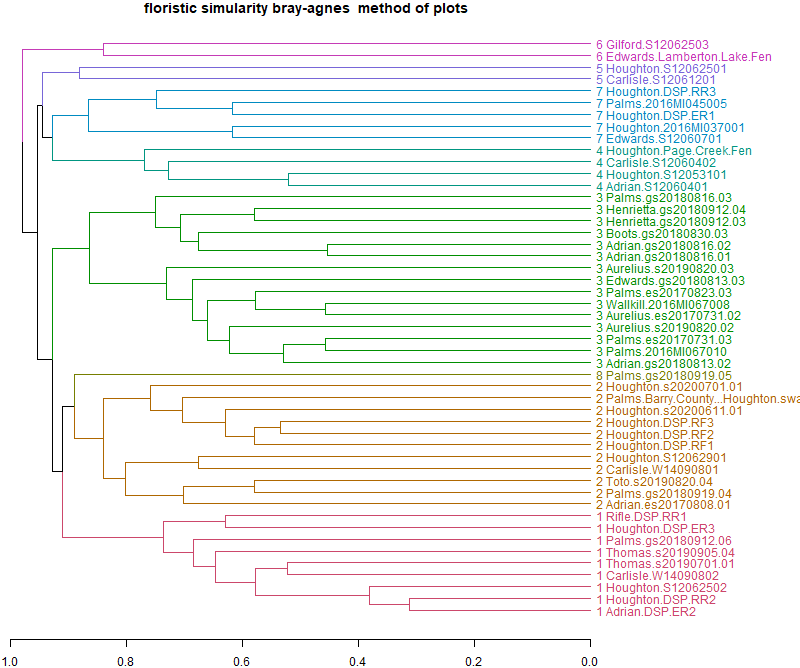 floristic simularity bray-agnes method of plots
6 Gilford.S12062503
6 Edwards.Lamberton.Lake.Fen
5 Houghton.S12062501
5 Carlisle.S12061201
7 Houghton.DSP.RR3
7 Palms.2016MI045005
7 Houghton.DSP.ER1
7 Houghton.2016MI037001
7 Edwards.S12060701
4 Houghton.Page.Creek.Fen
4 Carlisle.S12060402
4 Houghton.S12053101
4 Adrian.S12060401
3 Palms.gs20180816.03
3 Henrietta.gs20180912.04
3 Henrietta.gs20180912.03
3 Boots.gs20180830.03
3 Adrian.gs20180816.02
3 Adrian.gs20180816.01
3 Aurelius.s20190820.03
3 Edwards.gs20180813.03
3 Palms.es20170823.03
3 Wallkill.2016MI067008
3 Aurelius.es20170731.02
3 Aurelius.s20190820.02
3 Palms.es20170731.03
3 Palms.2016MI067010
3 Adrian.gs20180813.02
8 Palms.gs20180919.05
2 Houghton.s20200701.01
2 Palms.Barry.County...Houghton.swa
2 Houghton.s20200611.01
2 Houghton.DSP.RF3
2 Houghton.DSP.RF2
2 Houghton.DSP.RF1
2 Houghton.S12062901
2 Carlisle.W14090801
2 Toto.s20190820.04
2 Palms.gs20180919.04
2 Adrian.es20170808.01
1 Rifle.DSP.RR1
1 Houghton.DSP.ER3
1 Palms.gs20180912.06
1 Thomas.s20190905.04
1 Thomas.s20190701.01
1 Carlisle.W14090802
1 Houghton.S12062502
1 Houghton.DSP.RR2
1 Adrian.DSP.ER2
1.0 0.8 0.6 0.4 0.2 0.0